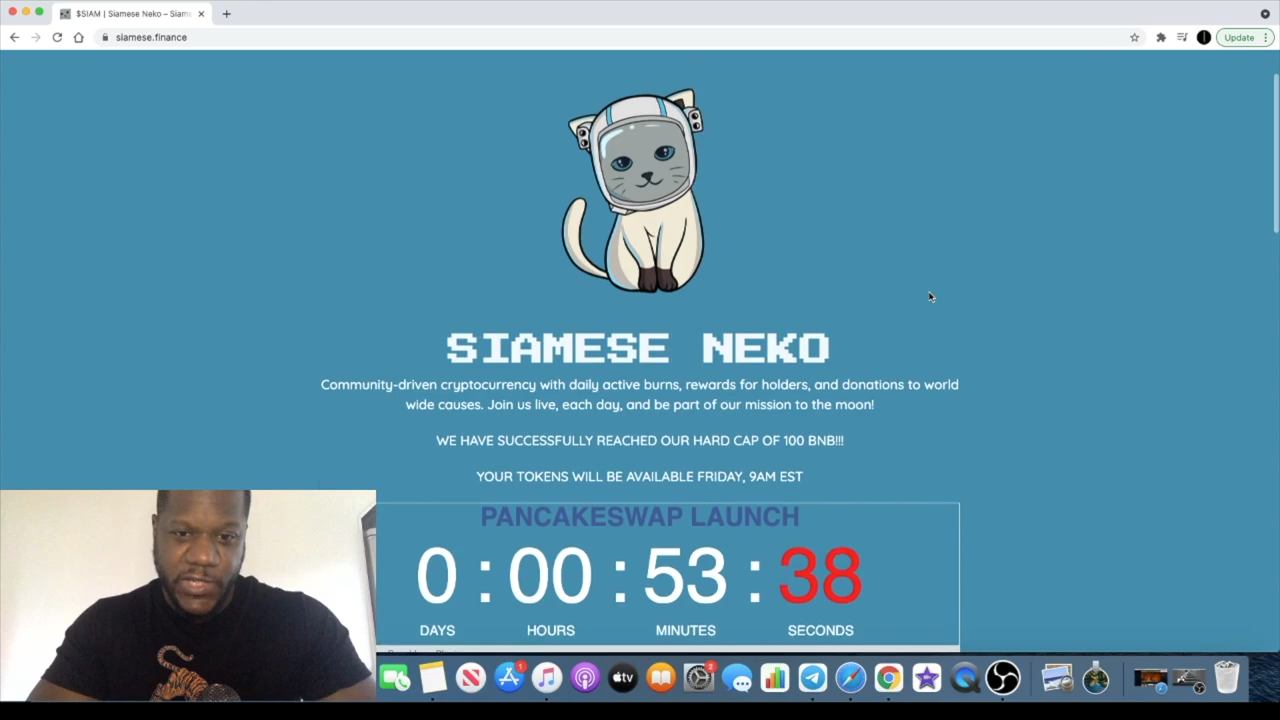 $SIAM | Siamese Neko – Siame
siamese.finance
Update
SIAMESE NEKO
Community-driven cryptocurrency with daily active burns, rewards for holders, and donations to world
wide causes. Join us live, each day, and be part of our mission to the moon!
WE HAVE SUCCESSFULLY REACHED OUR HARD CAP OF 100 BNB!!!
YOUR TOKENS WILL BE AVAILABLE FRIDAY, 9AM EST
PANCAKESWAP LAUNCH
0 : 00 : 53 : 38
DAYS HOURS MINUTES SECONDS
1
tv
2